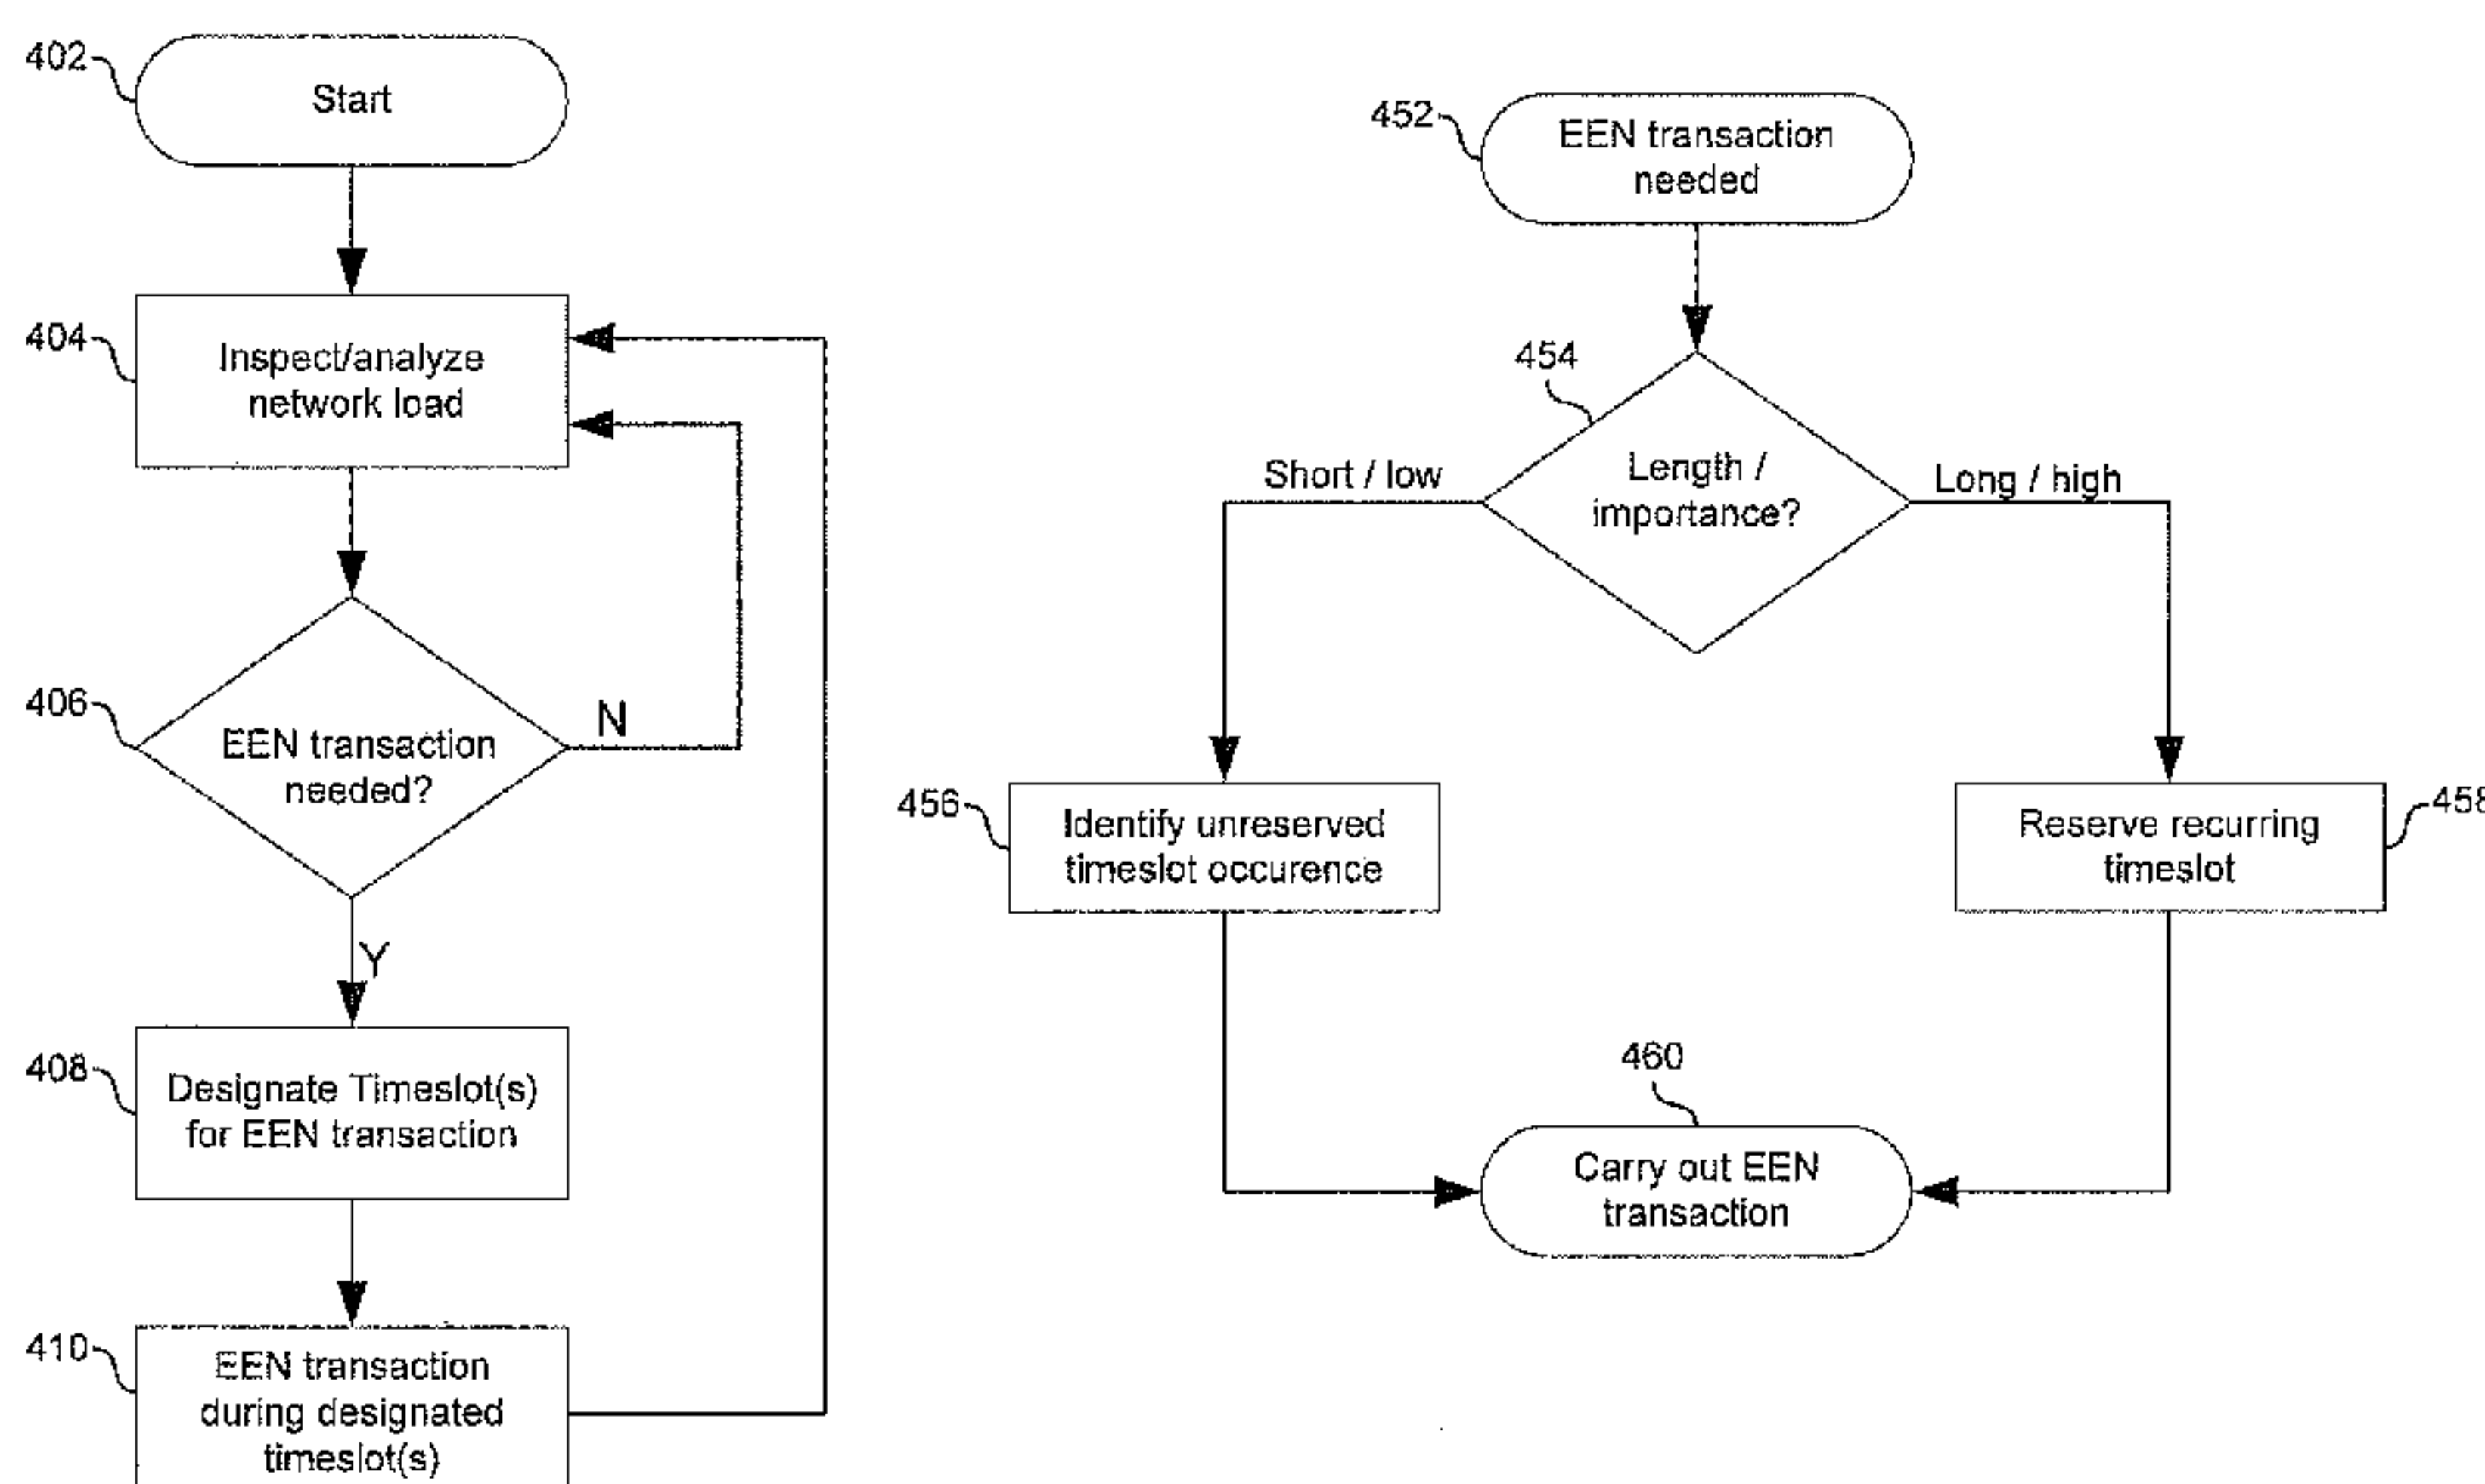 402
Start
404
Inspect/analyze
network load
406
EEN transaction
needed?
N
Y
408
Designate Timeslot(s)
for EEN transaction
410
EEN transaction
during designated
timeslot(s)
452
EEN transaction
needed
454
Length /
importance?
Short / low
Long / high
456
Identify unreserved
timeslot occurence
Reserve recurring
timeslot
458
460
Carry out EEN
transaction